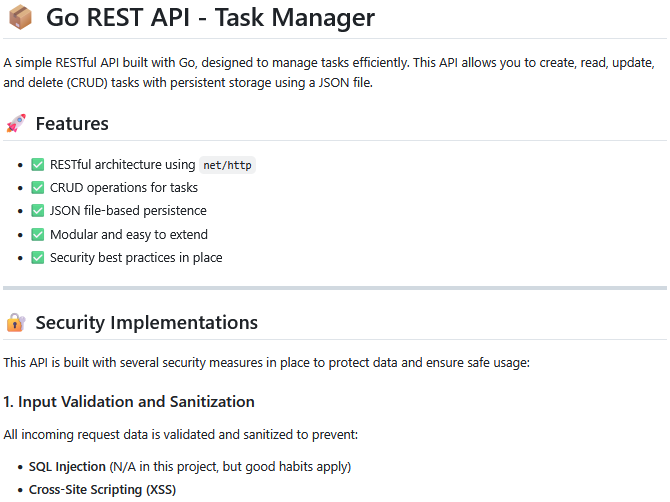 📦 Go REST API - Task Manager
A simple RESTful API built with Go, designed to manage tasks efficiently. This API allows you to create, read, update,
and delete (CRUD) tasks with persistent storage using a JSON file.
🚀 Features
• ✅ RESTful architecture using net/http
• ✅ CRUD operations for tasks
• ✅ JSON file-based persistence
• ✅ Modular and easy to extend
• ✅ Security best practices in place
🔐 Security Implementations
This API is built with several security measures in place to protect data and ensure safe usage:
1. Input Validation and Sanitization
All incoming request data is validated and sanitized to prevent:
• SQL Injection (N/A in this project, but good habits apply)
• Cross-Site Scripting (XSS)